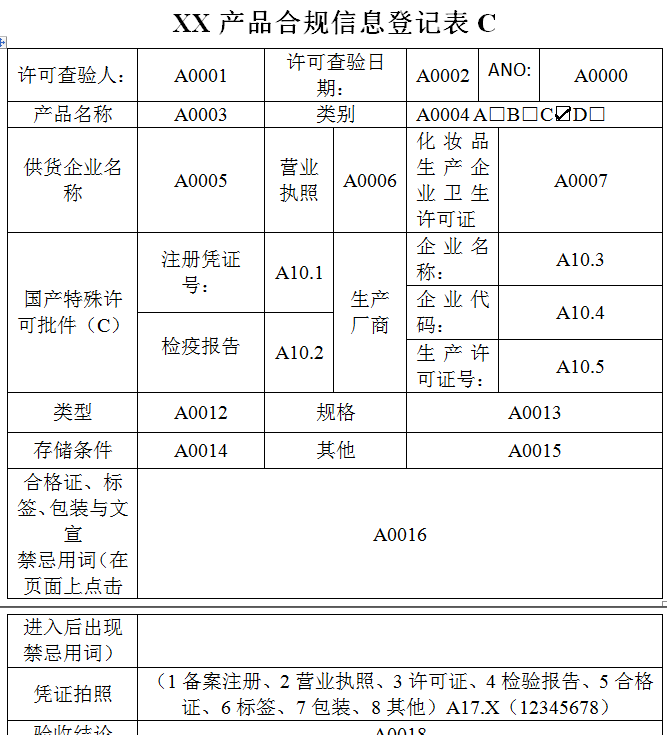 XX 产品合规信息登记表 C
许可查验人： A0001 许可查验日期： A0002 ANO: A0000
产品名称 A0003 类别 A0004 A□B□C☑D□
供货企业名称 A0005 营业执照 A0006 化妆品生产企业卫生许可证 A0007
国产特殊许可批件（C） 注册凭证号： A10.1 生产厂商 企业名称： A10.3
企业代码： A10.4
检疫报告 A10.2 生产许可证号： A10.5
类型 A0012 规格 A0013
存储条件 A0014 其他 A0015
合格证、标
签、包装与文
宣
禁忌用词（在
页面上点击
A0016
进入后出现
禁忌用词）
凭证拍照 （1 备案注册、2 营业执照、3 许可证、4 检验报告、5 合格
证、6 标签、7 包装、8 其他）A17.X（12345678）
验收结论 A0018